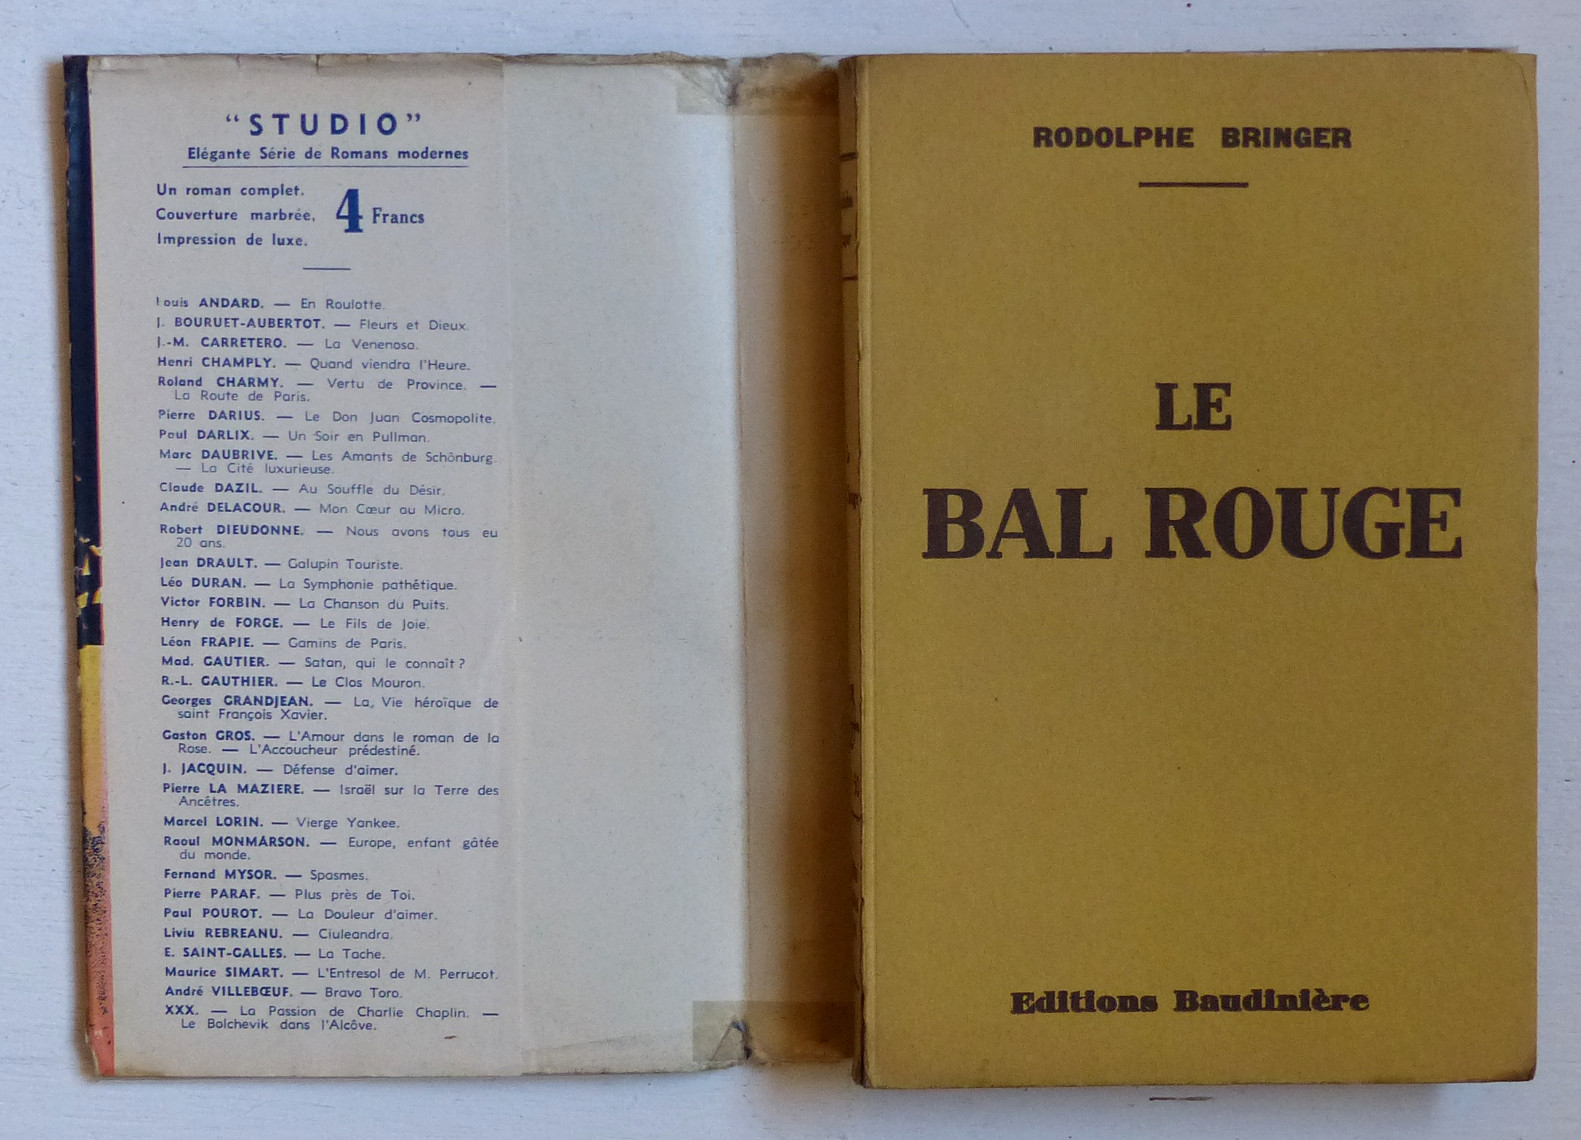 “STUDIO”
Elégante Série de Romans modernes
Un roman complet.
Couverture marbrée,
Impression de luxe.
4 Francs
Louis ANDARD. — En Roulotte.
J. BOURUET-AUBERTOT. — Fleurs et Dieux.
J.-M. CARRETERO. — La Venenosa.
Henri CHAMPLY. — Quand viendra l'Heure.
Roland CHARMY. — Vertu de Province. —
La Route de Paris.
Pierre DARIUS. — Le Don Juan Cosmopolite.
Paul DARLIX. — Un Soir en Pullman.
Marc DAUBRIVE. — Les Amants de Schönburg.
— La Cité luxurieuse.
Claude DAZIL. — Au Souffle du Désir.
André DELACOUR. — Mon Cœur au Micro.
Robert DIEUDONNE. — Nous avons tous eu
20 ans.
Jean DRAULT. — Galupin Touriste.
Léo DURAN. — La Symphonie pathétique.
Victor FORBIN. — La Chanson du Puits.
Henry de FORGE. — Le Fils de Joie.
Léon FRAPIE. — Gamins de Paris.
Mad. GAUTIER. — Satan, qui le connaît ?
R.-L. GAUTHIER. — Le Clos Mouron.
Georges GRANDJEAN. — La Vie héroïque de
saint François Xavier.
Gaston GROS. — L'Amour dans le roman de la
Rose. — L'Accoucheur prédestiné.
J. JACQUIN. — Défense d'aimer.
Pierre LA MAZIERE. — Israël sur la Terre des
Ancêtres.
Marcel LORIN. — Vierge Yankee.
Raoul MONMARSON. — Europe, enfant gâtée
du monde.
Fernand MYSOR. — Spasmes.
Pierre PARAF. — Plus près de Toi.
Paul POUROT. — La Douleur d'aimer.
Liviu REBREANU. — Ciuleandra.
E. SAINT-GALLES. — La Tache.
Maurice SIMART. — L'Entresol de M. Perrucot.
André VILLEBŒUF. — Bravo Toro.
XXX. — La Passion de Charlie Chaplin. —
Le Bolchevik dans l'Alcôve.
RODOLPHE BRINGER
LE
BAL ROUGE
Editions Baudinière